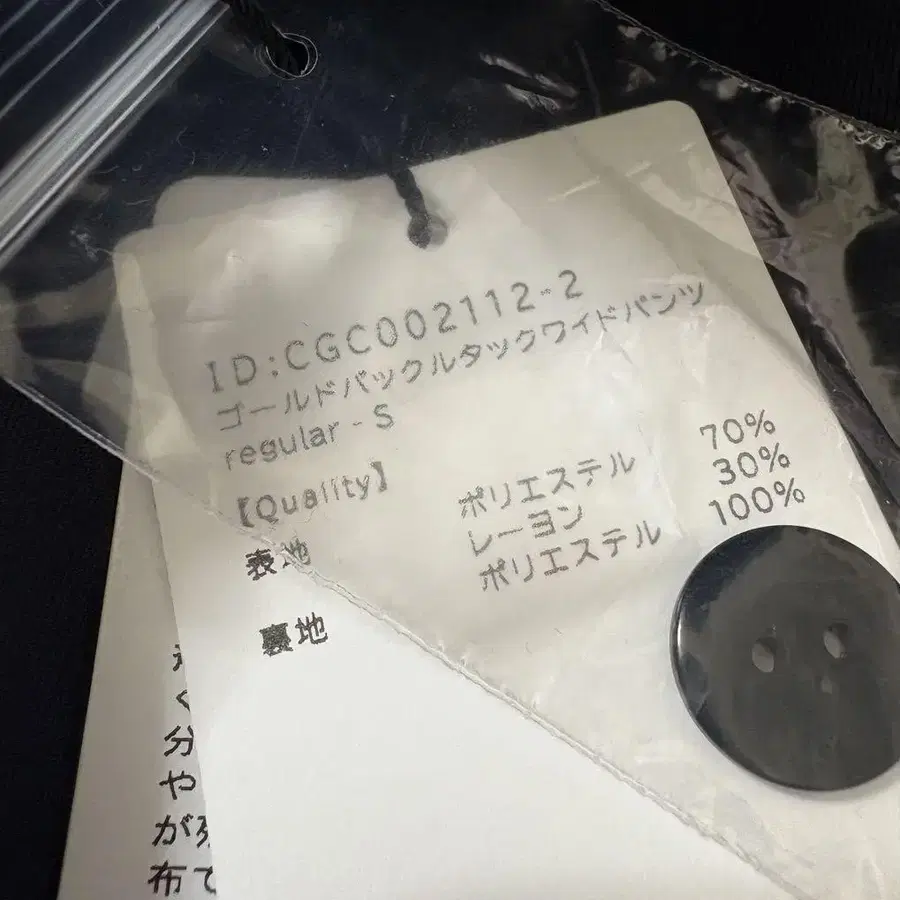 ID:CGC002112-2
ゴールドバックルタックワイドパンツ
regular - S
【Quality】
表地 ポリエステル 70%
レーヨン 30%
裏地 ポリエステル 100%
く
分
や
が
布て